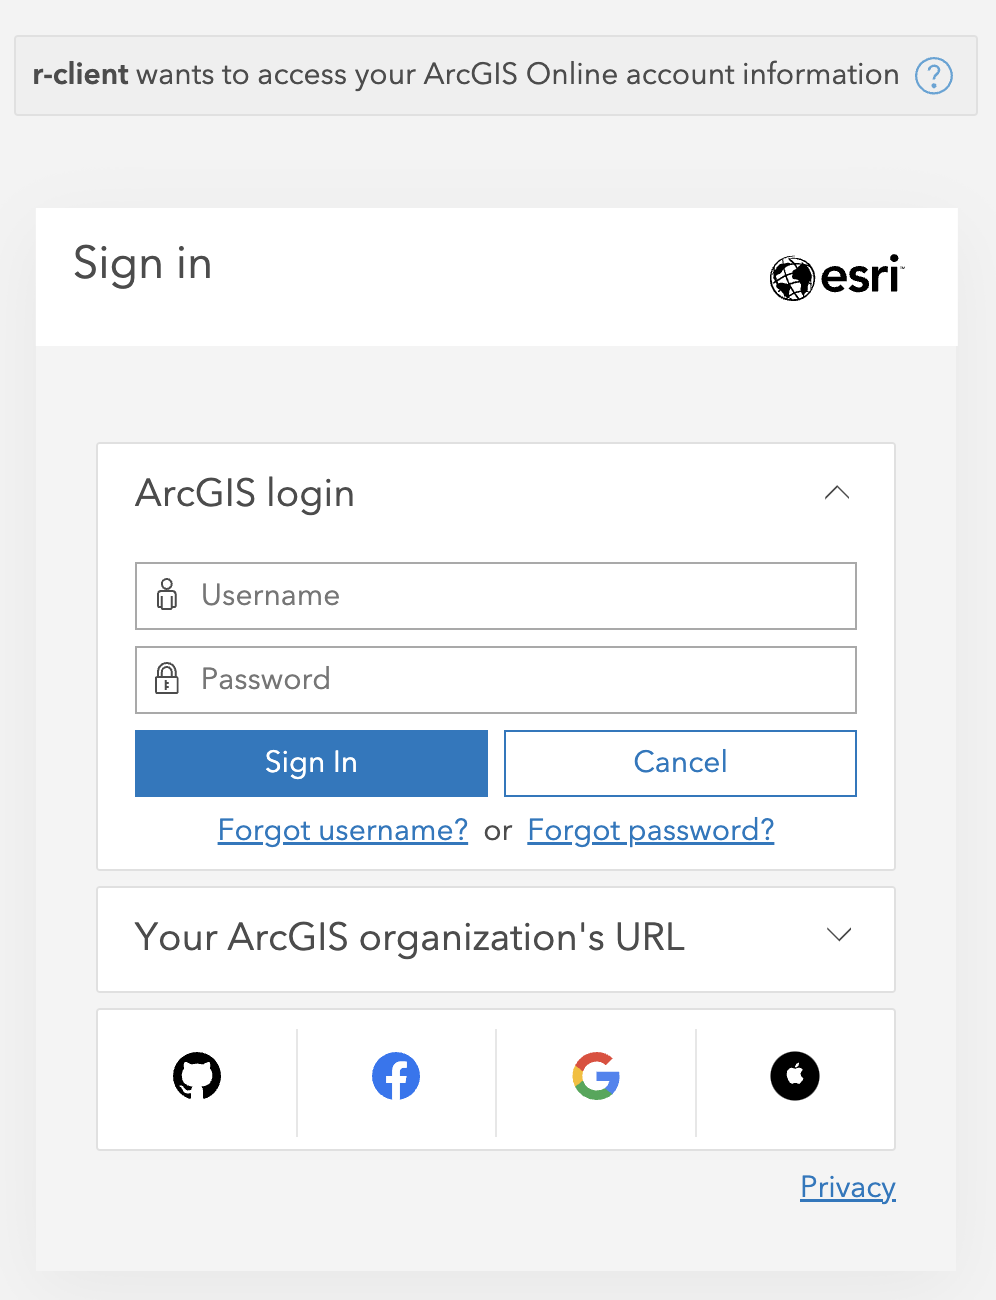 r-client wants to access your ArcGIS Online account information ?
Sign in
esri™
ArcGIS login
Username
Password
Sign In
Cancel
Forgot username? or Forgot password?
Your ArcGIS organization's URL
Privacy